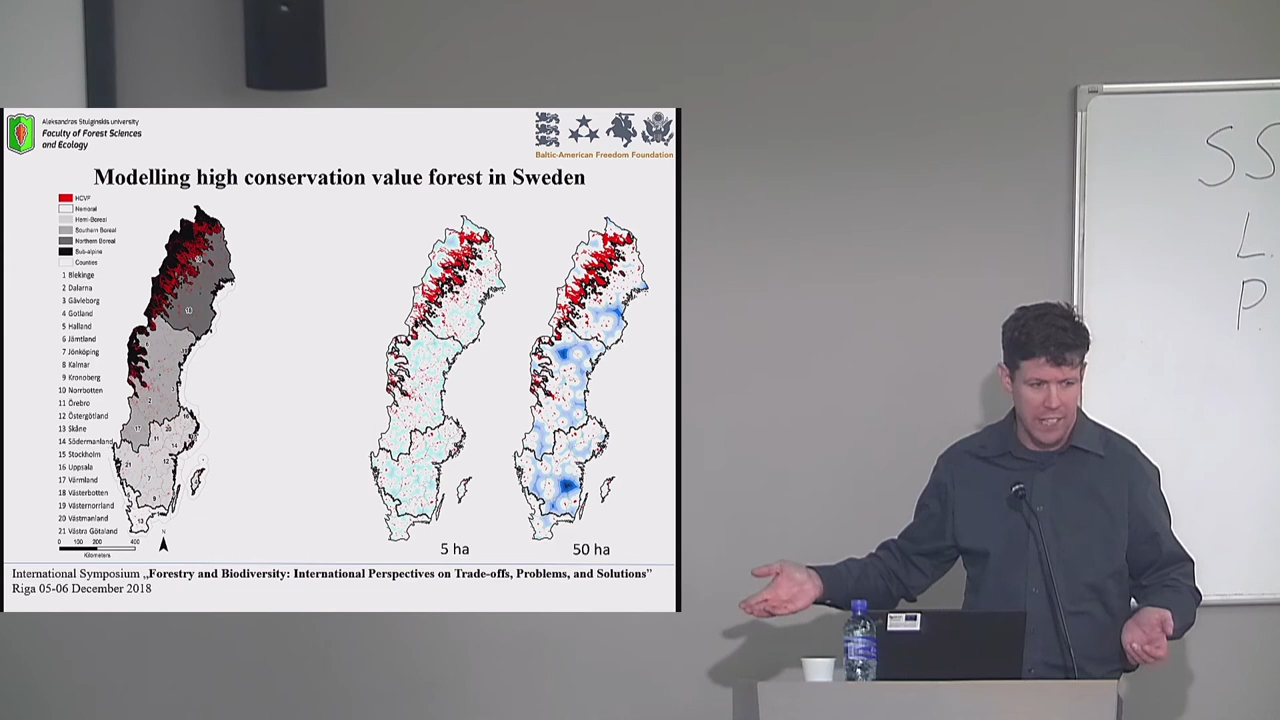 Aleksandras Stulginskis university
Faculty of Forest Sciences
and Ecology
Baltic-American Freedom Foundation
Modelling high conservation value forest in Sweden
HCVF
Nemoral
Hemi-Boreal
Southern Boreal
Northern Boreal
Sub-alpine
Counties
1 Blekinge
2 Dalarna
3 Gävleborg
4 Gotland
5 Halland
6 Jämtland
7 Jönköping
8 Kalmar
9 Kronoberg
10 Norrbotten
11 Örebro
12 Östergötland
13 Skåne
14 Södermanland
15 Stockholm
16 Uppsala
17 Värmland
18 Västerbotten
19 Västernorrland
20 Västmanland
21 Västra Götaland
0 100 200 400
Kilometers
N
5 ha
50 ha
International Symposium „Forestry and Biodiversity: International Perspectives on Trade-offs, Problems, and Solutions”
Riga 05-06 December 2018
SS
L.
P.